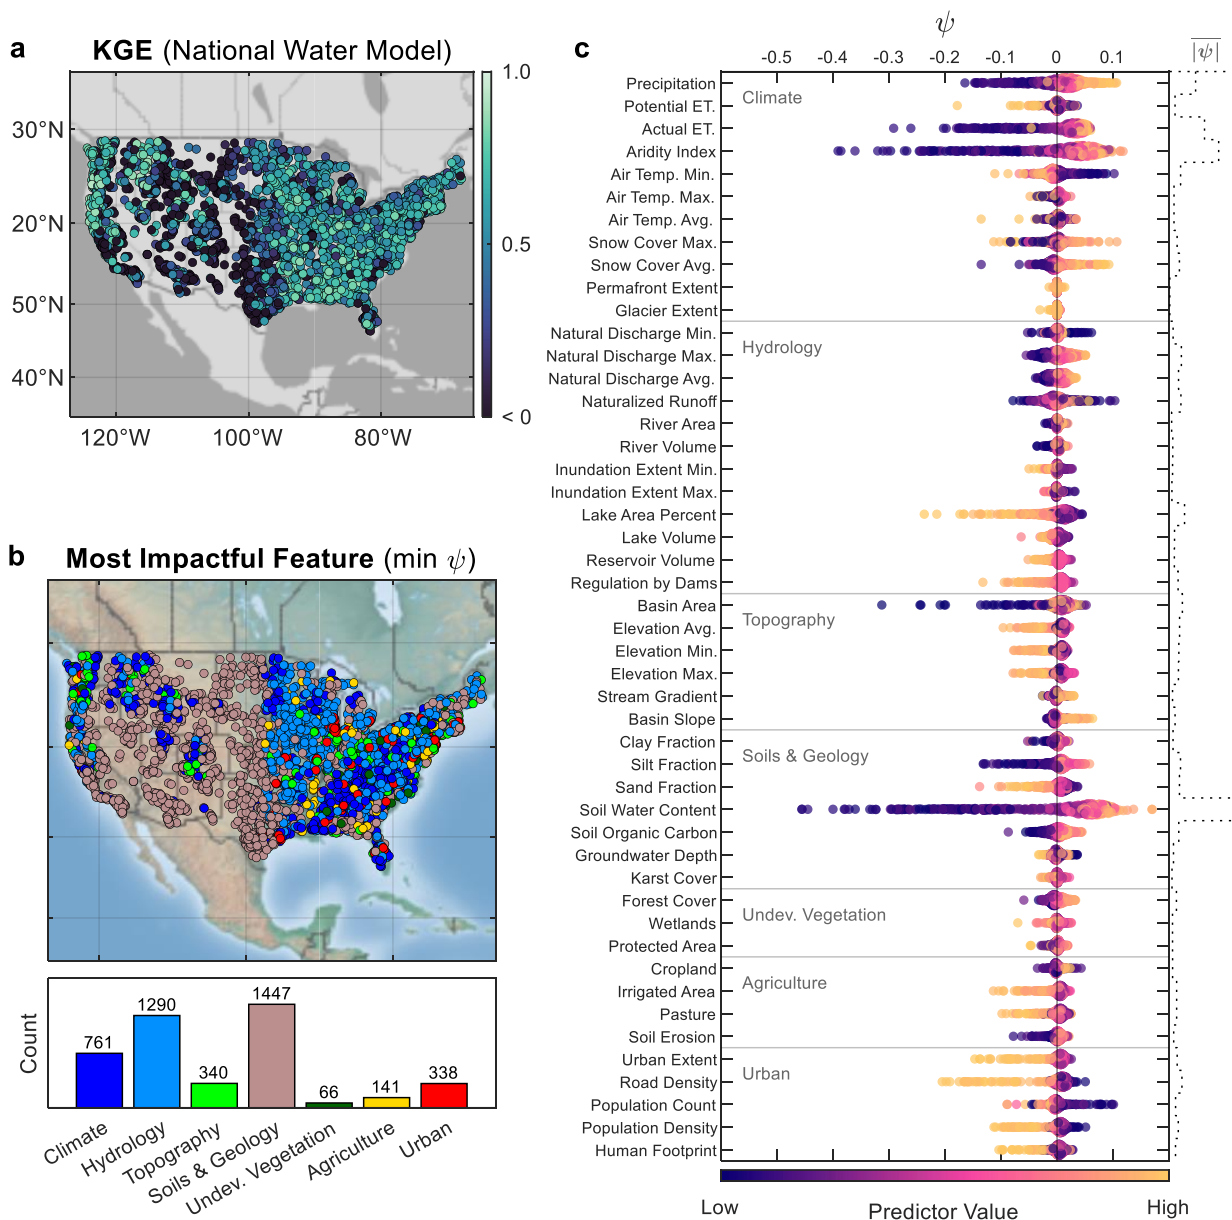 a
KGE (National Water Model)
30°N
20°N
50°N
40°N
120°W
100°W
80°W
1.0
0.5
< 0
b
Most Impactful Feature (min ψ)
Count
761
1290
340
1447
66
141
338
Climate
Hydrology
Topography
Soils & Geology
Undev. Vegetation
Agriculture
Urban
c
ψ
|ψ|
-0.5
-0.3
-0.2
-0.1
0
0.1
Climate
Precipitation
Potential ET.
Actual ET.
Aridity Index
Air Temp. Min.
Air Temp. Max.
Air Temp. Avg.
Snow Cover Max.
Snow Cover Avg.
Permafront Extent
Glacier Extent
Hydrology
Natural Discharge Min.
Natural Discharge Max.
Natural Discharge Avg.
Naturalized Runoff
River Area
River Volume
Inundation Extent Min.
Inundation Extent Max.
Lake Area Percent
Lake Volume
Reservoir Volume
Regulation by Dams
Topography
Basin Area
Elevation Avg.
Elevation Min.
Elevation Max.
Stream Gradient
Basin Slope
Soils & Geology
Clay Fraction
Silt Fraction
Sand Fraction
Soil Water Content
Soil Organic Carbon
Groundwater Depth
Karst Cover
Undev. Vegetation
Forest Cover
Wetlands
Protected Area
Agriculture
Cropland
Irrigated Area
Pasture
Soil Erosion
Urban
Urban Extent
Road Density
Population Count
Population Density
Human Footprint
Low
Predictor Value
High